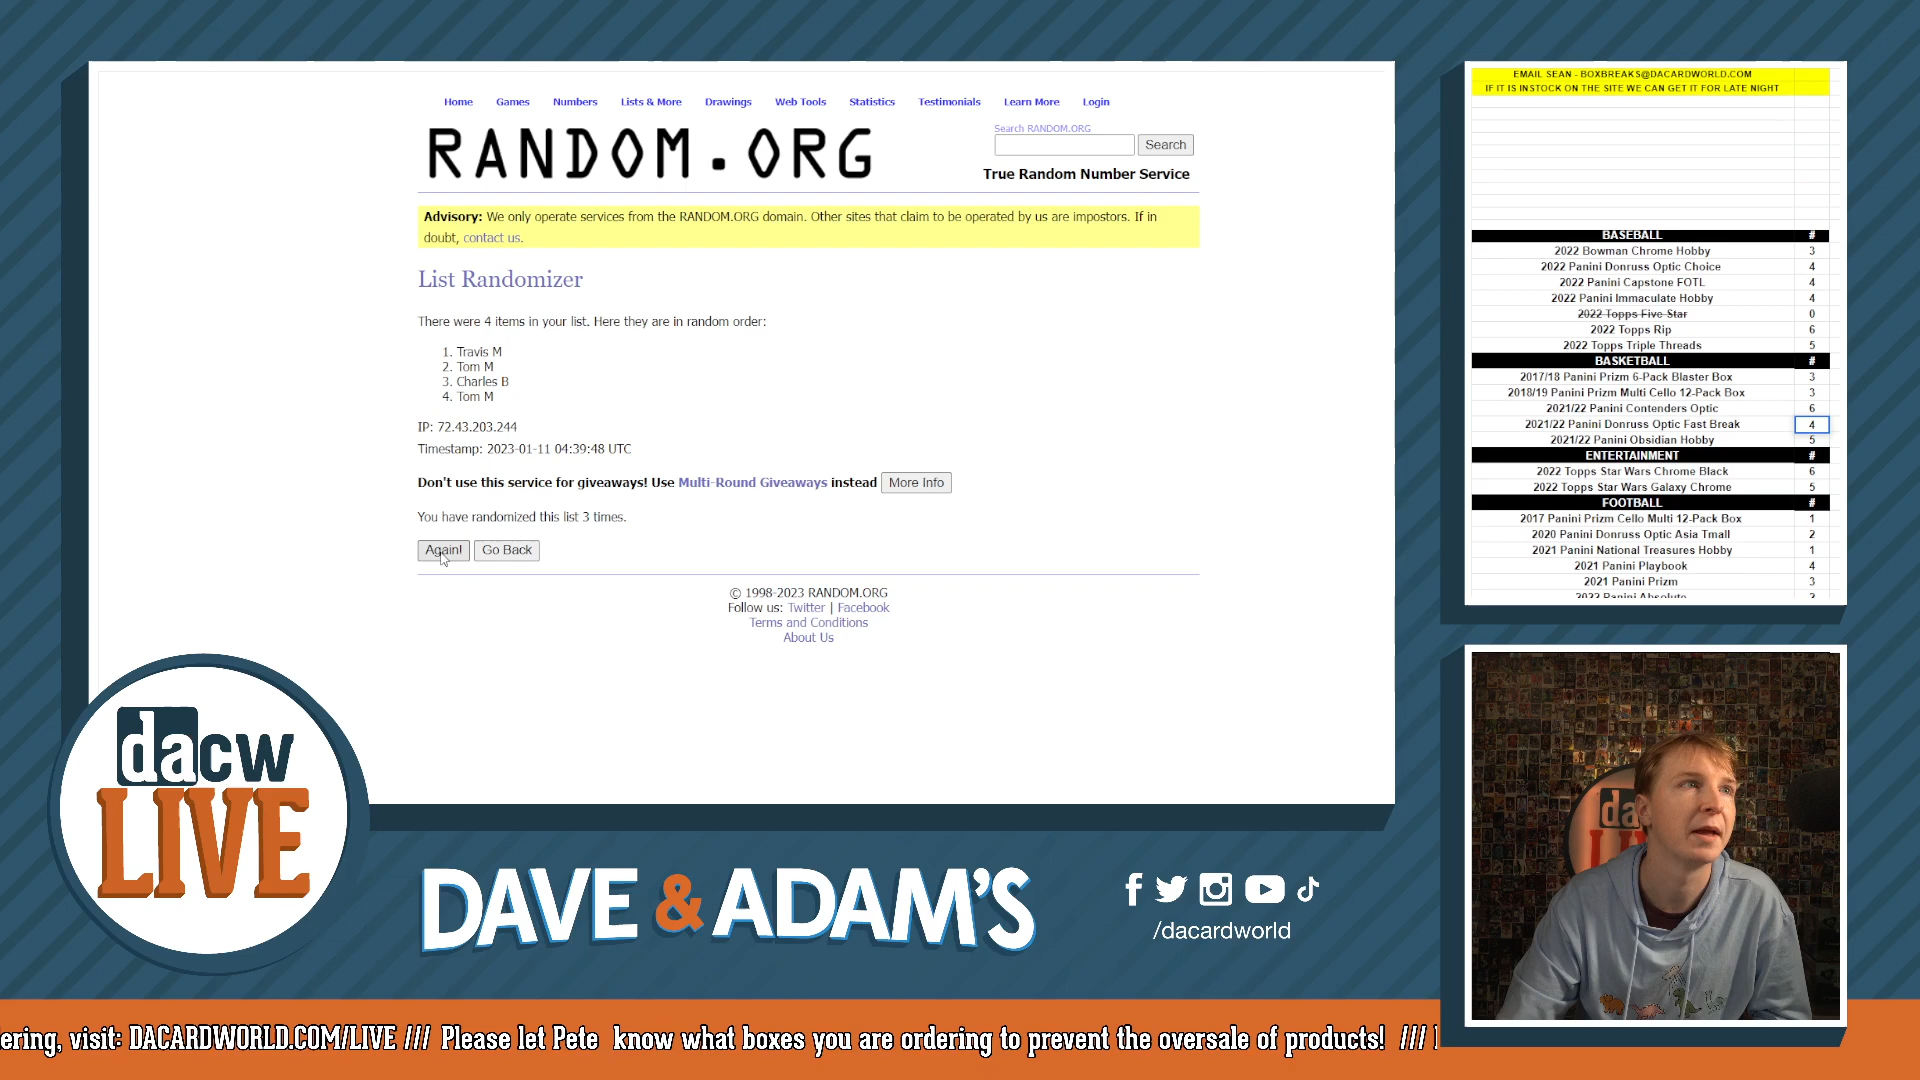 Home Games Numbers Lists & More Drawings Web Tools Statistics Testimonials Learn More Login
RANDOM.ORG
Search RANDOM.ORG
Search
True Random Number Service
Advisory: We only operate services from the RANDOM.ORG domain. Other sites that claim to be operated by us are impostors. If in
doubt, contact us.
List Randomizer
There were 4 items in your list. Here they are in random order:
1. Travis M
2. Tom M
3. Charles B
4. Tom M
IP: 72.43.203.244
Timestamp: 2023-01-11 04:39:48 UTC
Don't use this service for giveaways! Use Multi-Round Giveaways instead More Info
You have randomized this list 3 times.
Again! Go Back
© 1998-2023 RANDOM.ORG
Follow us: Twitter | Facebook
Terms and Conditions
About Us
EMAIL SEAN - BOXBREAKS@DACARDWORLD.COM
IF IT IS INSTOCK ON THE SITE WE CAN GET IT FOR LATE NIGHT
BASEBALL #
2022 Bowman Chrome Hobby 3
2022 Panini Donruss Optic Choice 4
2022 Panini Capstone FOTL 4
2022 Panini Immaculate Hobby 4
2022 Topps Five Star 0
2022 Topps Rip 6
2022 Topps Triple Threads 5
BASKETBALL #
2017/18 Panini Prizm 6-Pack Blaster Box 3
2018/19 Panini Prizm Multi Cello 12-Pack Box 3
2021/22 Panini Contenders Optic 6
2021/22 Panini Donruss Optic Fast Break 4
2021/22 Panini Obsidian Hobby 5
ENTERTAINMENT #
2022 Topps Star Wars Chrome Black 6
2022 Topps Star Wars Galaxy Chrome 5
FOOTBALL #
2017 Panini Prizm Cello Multi 12-Pack Box 1
2020 Donruss Optic Asia Tmall 2
2021 Panini National Treasures Hobby 1
2021 Panini Playbook 4
2021 Panini Prizm 3
2022 Panini Absolute 2
dacw
LIVE
DAVE & ADAM'S
/dacardworld
da
LI
ering, visit: DACARDWORLD.COM/LIVE /// Please let Pete know what boxes you are ordering to prevent the oversale of products! ///